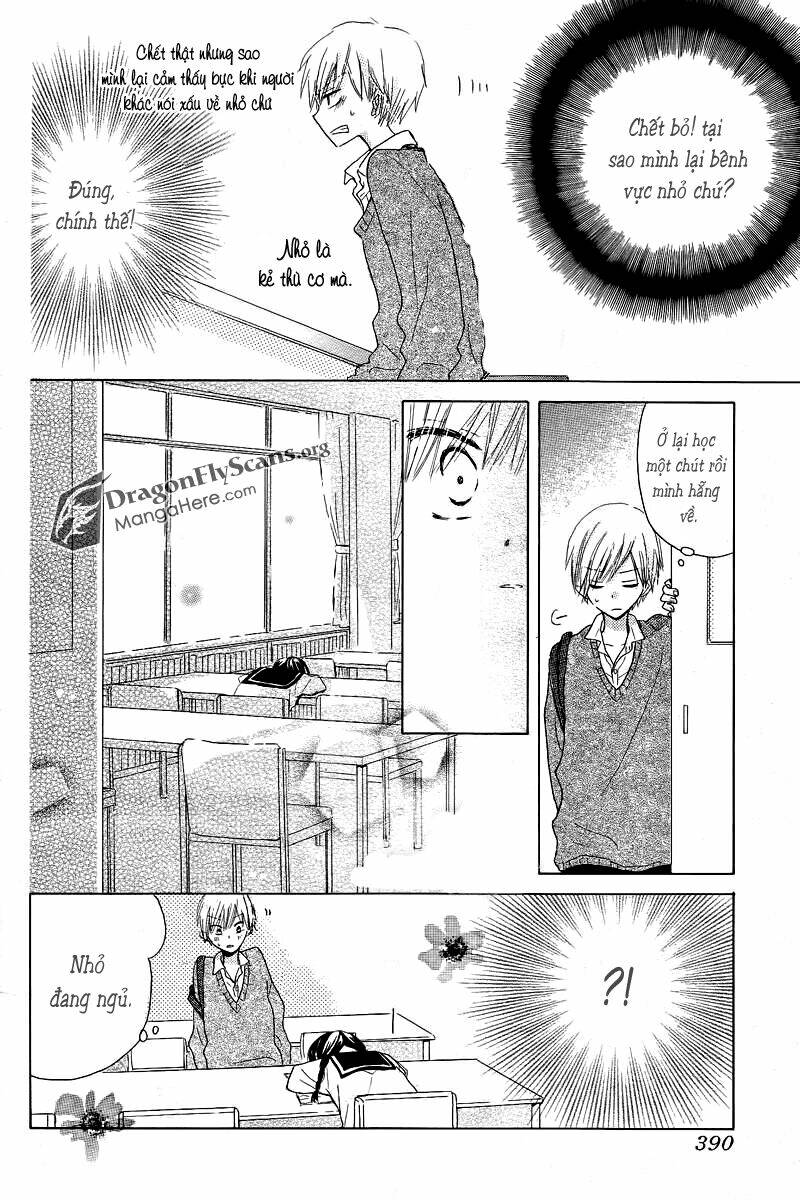 Chết bỏ! tại
sao mình lại bênh
vực nhỏ chứ?
Chết thật nhưng sao
mình lại cảm thấy bực khi người
khác nói xấu về nhỏ chứ
Nhỏ là
kẻ thù cơ mà.
Đúng,
chính thế!
Ở lại học
một chút rồi
mình hẵng
về.
DragonFlyScans.org
MangaHere.com
?!
Nhỏ
đang ngủ.
390